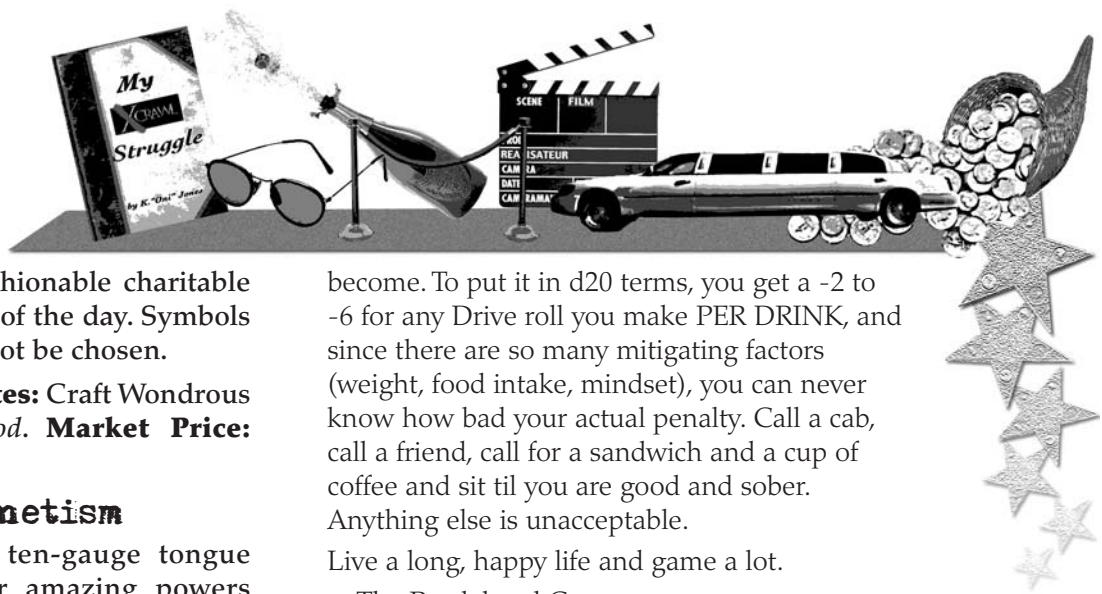 My
XCRAWL
Struggle
by K. "Oni" Jones
SCENE FILM
REALISATEUR
CAMERA
DATE
CAMERAMAN
hionable charitable
of the day. Symbols
ot be chosen.
tes: Craft Wondrous
od. Market Price:
netism
ten-gauge tongue
r amazing powers
become. To put it in d20 terms, you get a -2 to
-6 for any Drive roll you make PER DRINK, and
since there are so many mitigating factors
(weight, food intake, mindset), you can never
know how bad your actual penalty. Call a cab,
call a friend, call for a sandwich and a cup of
coffee and sit til you are good and sober.
Anything else is unacceptable.
Live a long, happy life and game a lot.